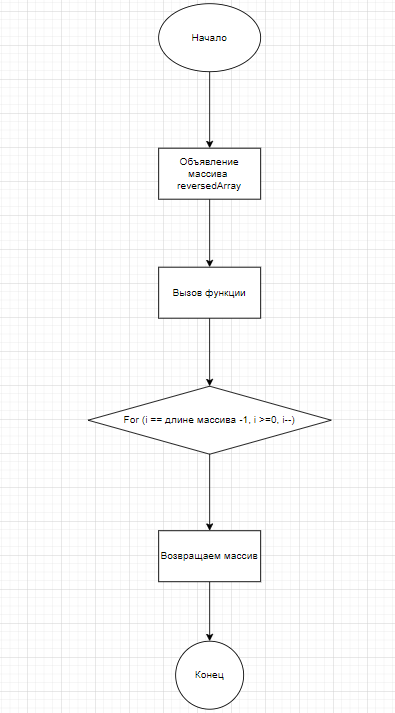 Начало
Объявление
массива
reversedArray
Вызов функции
For (i == длине массива -1, i >=0, i--)
Возвращаем массив
Конец